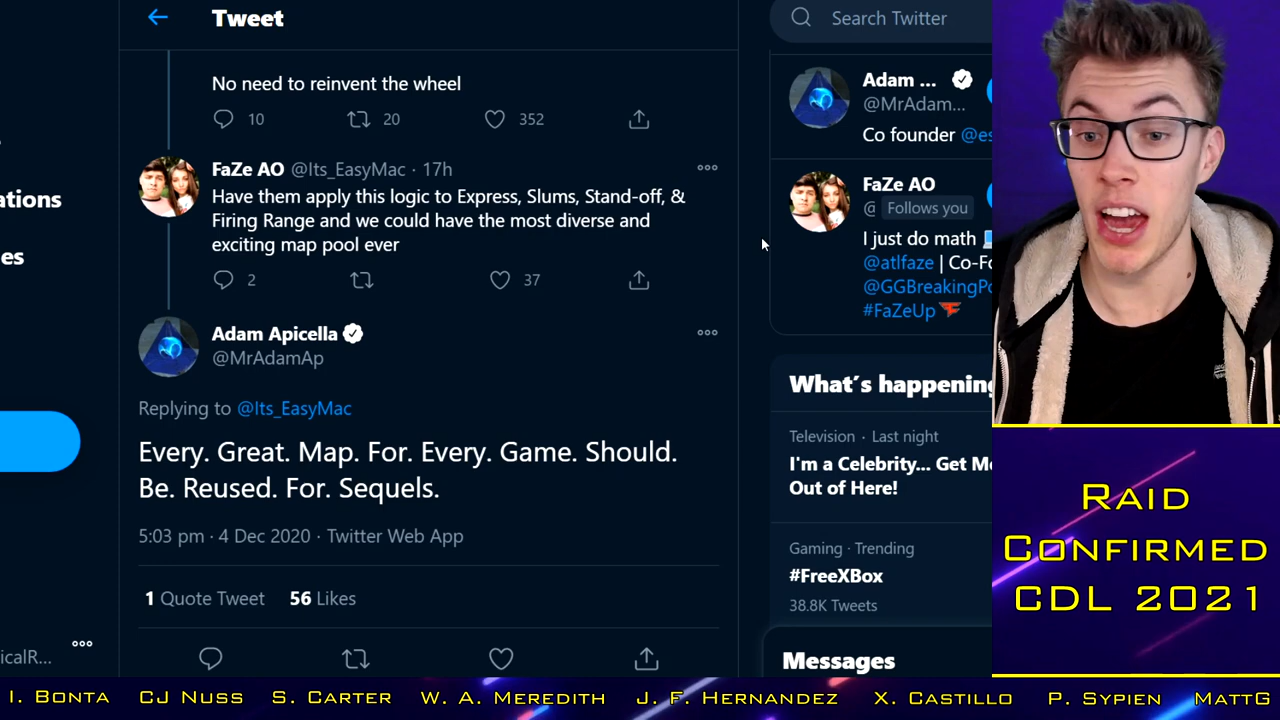 Tweet
No need to reinvent the wheel
10 20 352
FaZe AO @Its_EasyMac · 17h
Have them apply this logic to Express, Slums, Stand-off, &
Firing Range and we could have the most diverse and
exciting map pool ever
2 37
Adam Apicella
@MrAdamAp
Replying to @Its_EasyMac
Every. Great. Map. For. Every. Game. Should.
Be. Reused. For. Sequels.
5:03 pm · 4 Dec 2020 · Twitter Web App
1 Quote Tweet 56 Likes
ations
es
icalR...
Search Twitter
Adam ...
@MrAdam...
Co founder @es
FaZe AO
@ Follows you
I just do math
@atlfaze | Co-Fo
@GGBreakingPo
#FaZeUp
What's happening
Television · Last night
I'm a Celebrity... Get Me
Out of Here!
Gaming · Trending
#FreeXBox
38.8K Tweets
Messages
Raid
Confirmed
CDL 2021
I. Bonta CJ Nuss S. Carter W. A. Meredith J. F. Hernandez X. Castillo P. Sypien MattG